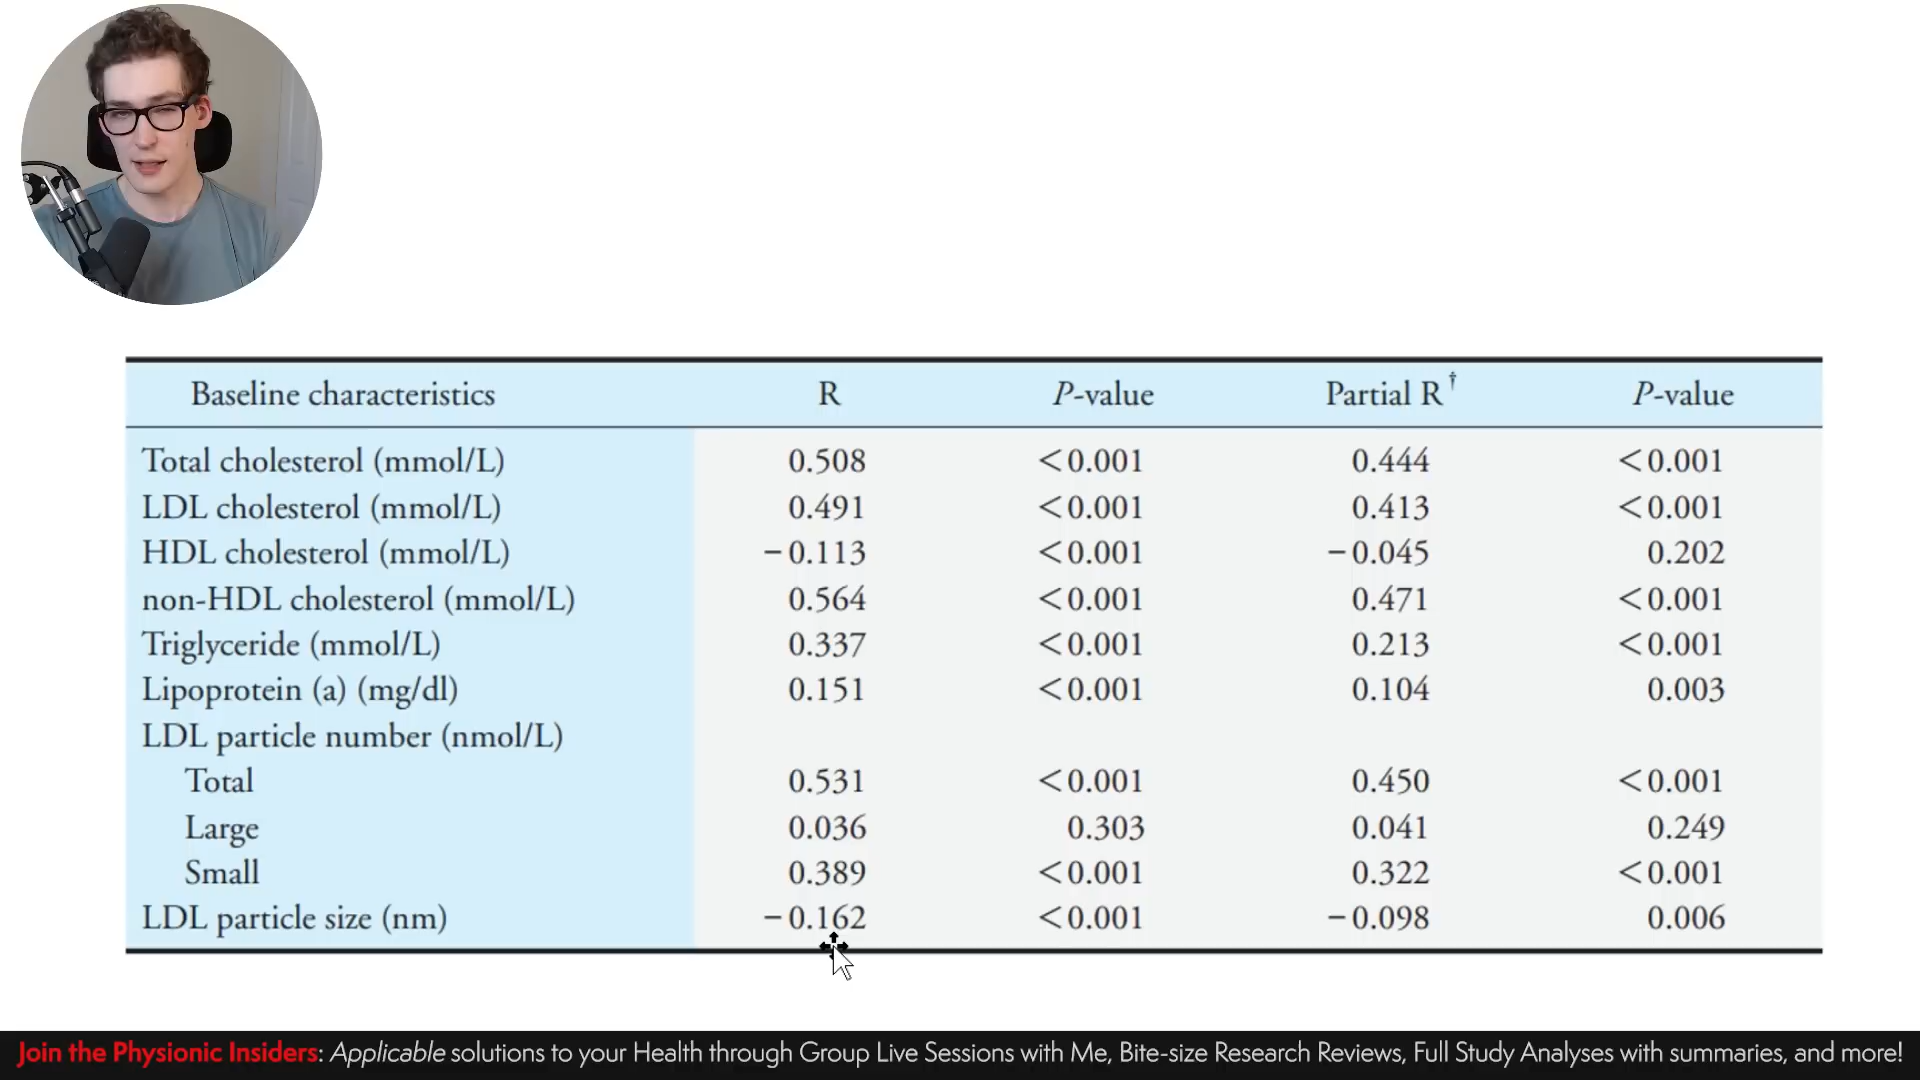 Baseline characteristics R P-value Partial R† P-value
Total cholesterol (mmol/L) 0.508 <0.001 0.444 <0.001
LDL cholesterol (mmol/L) 0.491 <0.001 0.413 <0.001
HDL cholesterol (mmol/L) −0.113 <0.001 −0.045 0.202
non-HDL cholesterol (mmol/L) 0.564 <0.001 0.471 <0.001
Triglyceride (mmol/L) 0.337 <0.001 0.213 <0.001
Lipoprotein (a) (mg/dl) 0.151 <0.001 0.104 0.003
LDL particle number (nmol/L)
Total 0.531 <0.001 0.450 <0.001
Large 0.036 0.303 0.041 0.249
Small 0.389 <0.001 0.322 <0.001
LDL particle size (nm) −0.162 <0.001 −0.098 0.006
Join the Physionic Insiders: Applicable solutions to your Health through Group Live Sessions with Me, Bite-size Research Reviews, Full Study Analyses with summaries, and more!